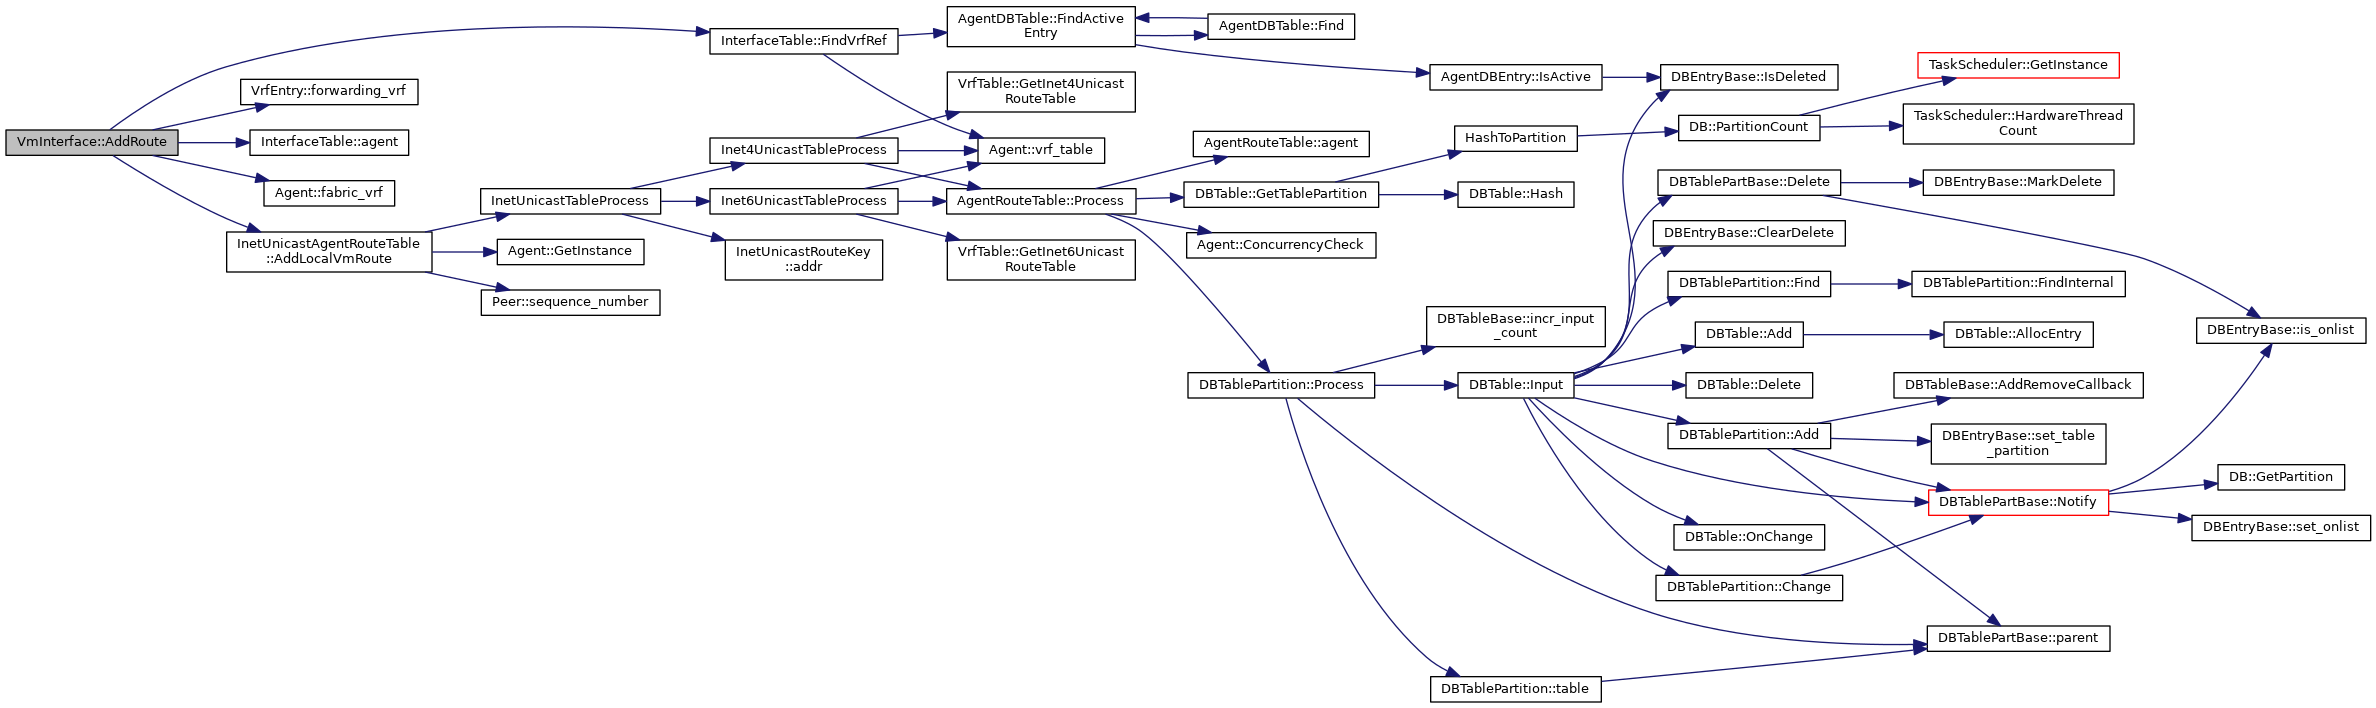 VmInterface::AddRoute
VrfEntry::forwarding_vrf
InterfaceTable::agent
Agent::fabric_vrf
InetUnicastAgentRouteTable
::AddLocalVmRoute
InetUnicastTableProcess
Agent::GetInstance
Peer::sequence_number
InterfaceTable::FindVrfRef
Inet4UnicastTableProcess
Inet6UnicastTableProcess
InetUnicastRouteKey
::addr
AgentDBTable::FindActive
Entry
VrfTable::GetInet4Unicast
RouteTable
Agent::vrf_table
AgentRouteTable::Process
VrfTable::GetInet6Unicast
RouteTable
AgentDBTable::Find
AgentRouteTable::agent
DBTable::GetTablePartition
Agent::ConcurrencyCheck
DBTablePartition::Process
AgentDBEntry::IsActive
HashToPartition
DBTable::Hash
DBTableBase::incr_input
_count
DBTable::Input
DBTablePartition::table
DBEntryBase::IsDeleted
DB::PartitionCount
DBTablePartBase::Delete
DBEntryBase::ClearDelete
DBTablePartition::Find
DBTable::Add
DBTable::Delete
DBTablePartition::Add
DBTable::OnChange
DBTablePartition::Change
TaskScheduler::GetInstance
TaskScheduler::HardwareThread
Count
DBEntryBase::MarkDelete
DBTablePartition::FindInternal
DBTable::AllocEntry
DBTableBase::AddRemoveCallback
DBEntryBase::set_table
_partition
DBTablePartBase::Notify
DBTablePartBase::parent
DBEntryBase::is_onlist
DB::GetPartition
DBEntryBase::set_onlist